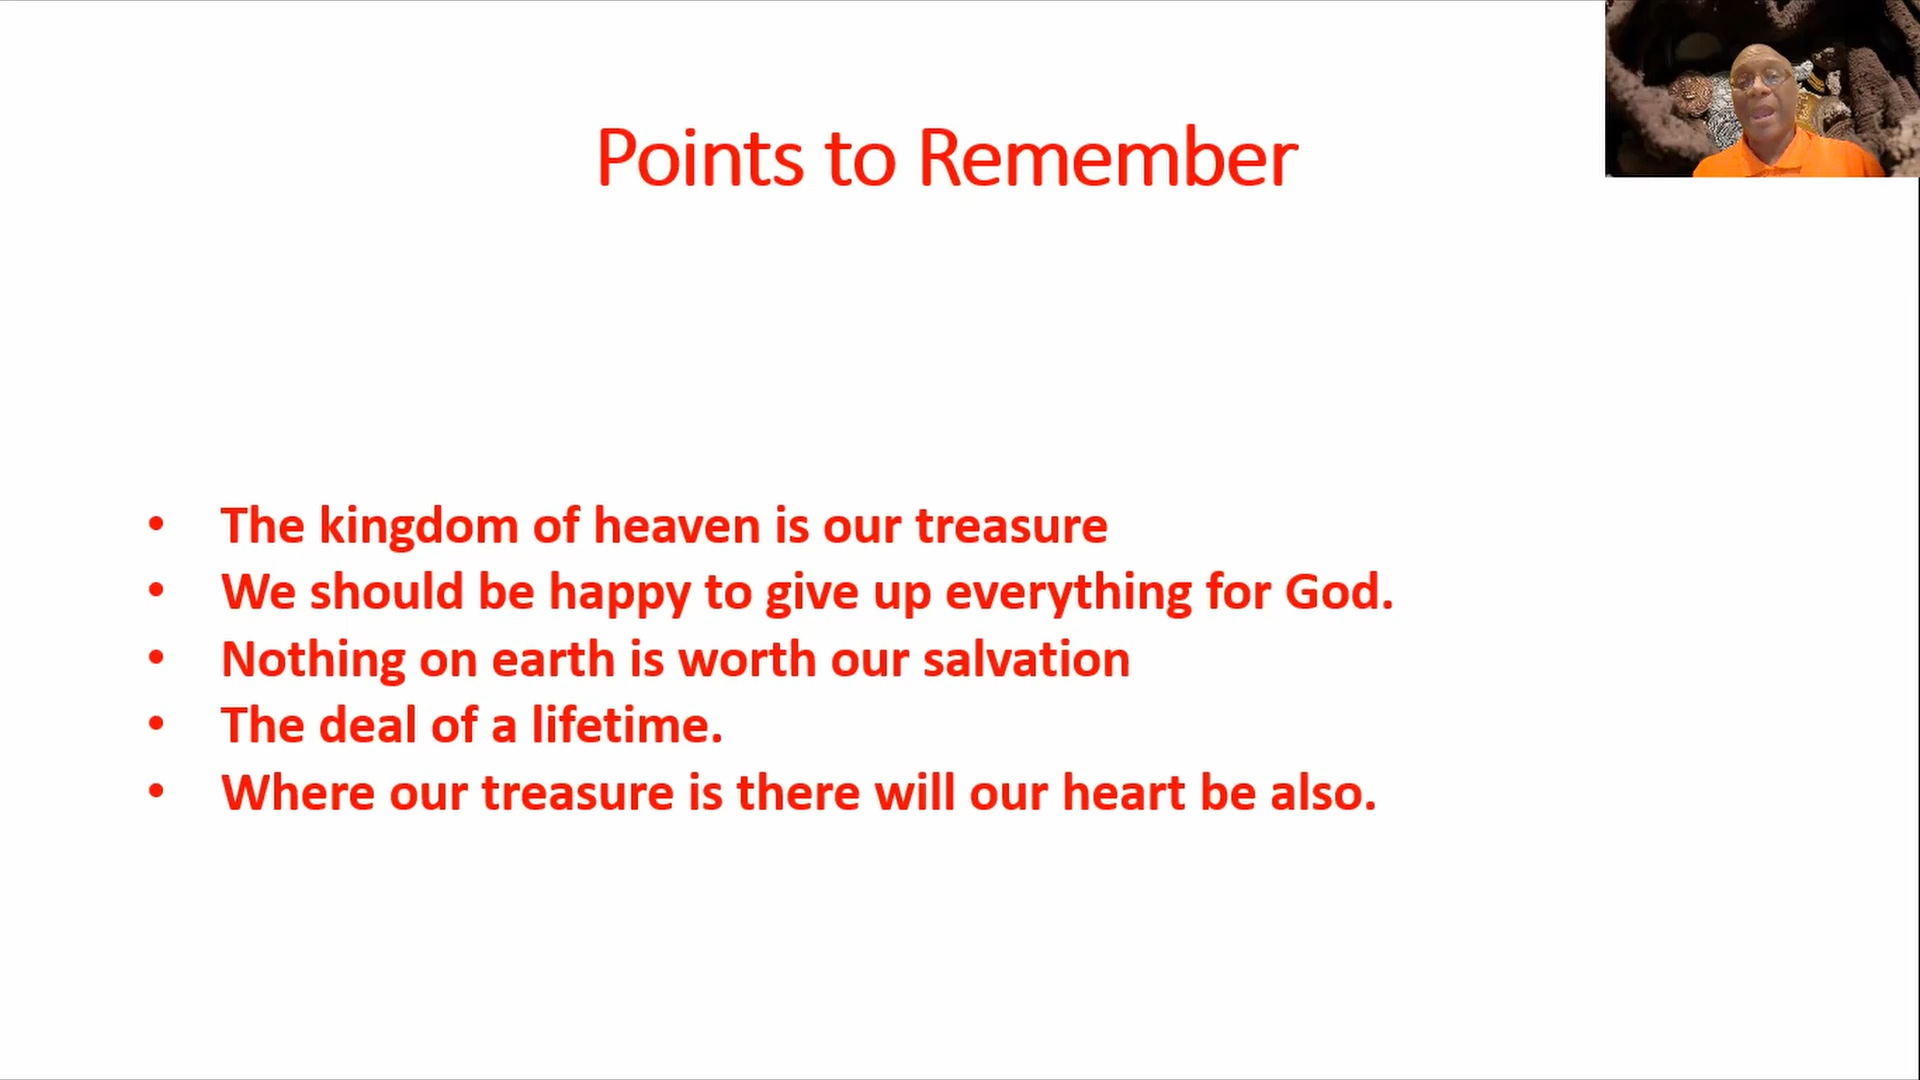 Points to Remember
• The kingdom of heaven is our treasure
• We should be happy to give up everything for God.
• Nothing on earth is worth our salvation
• The deal of a lifetime.
• Where our treasure is there will our heart be also.